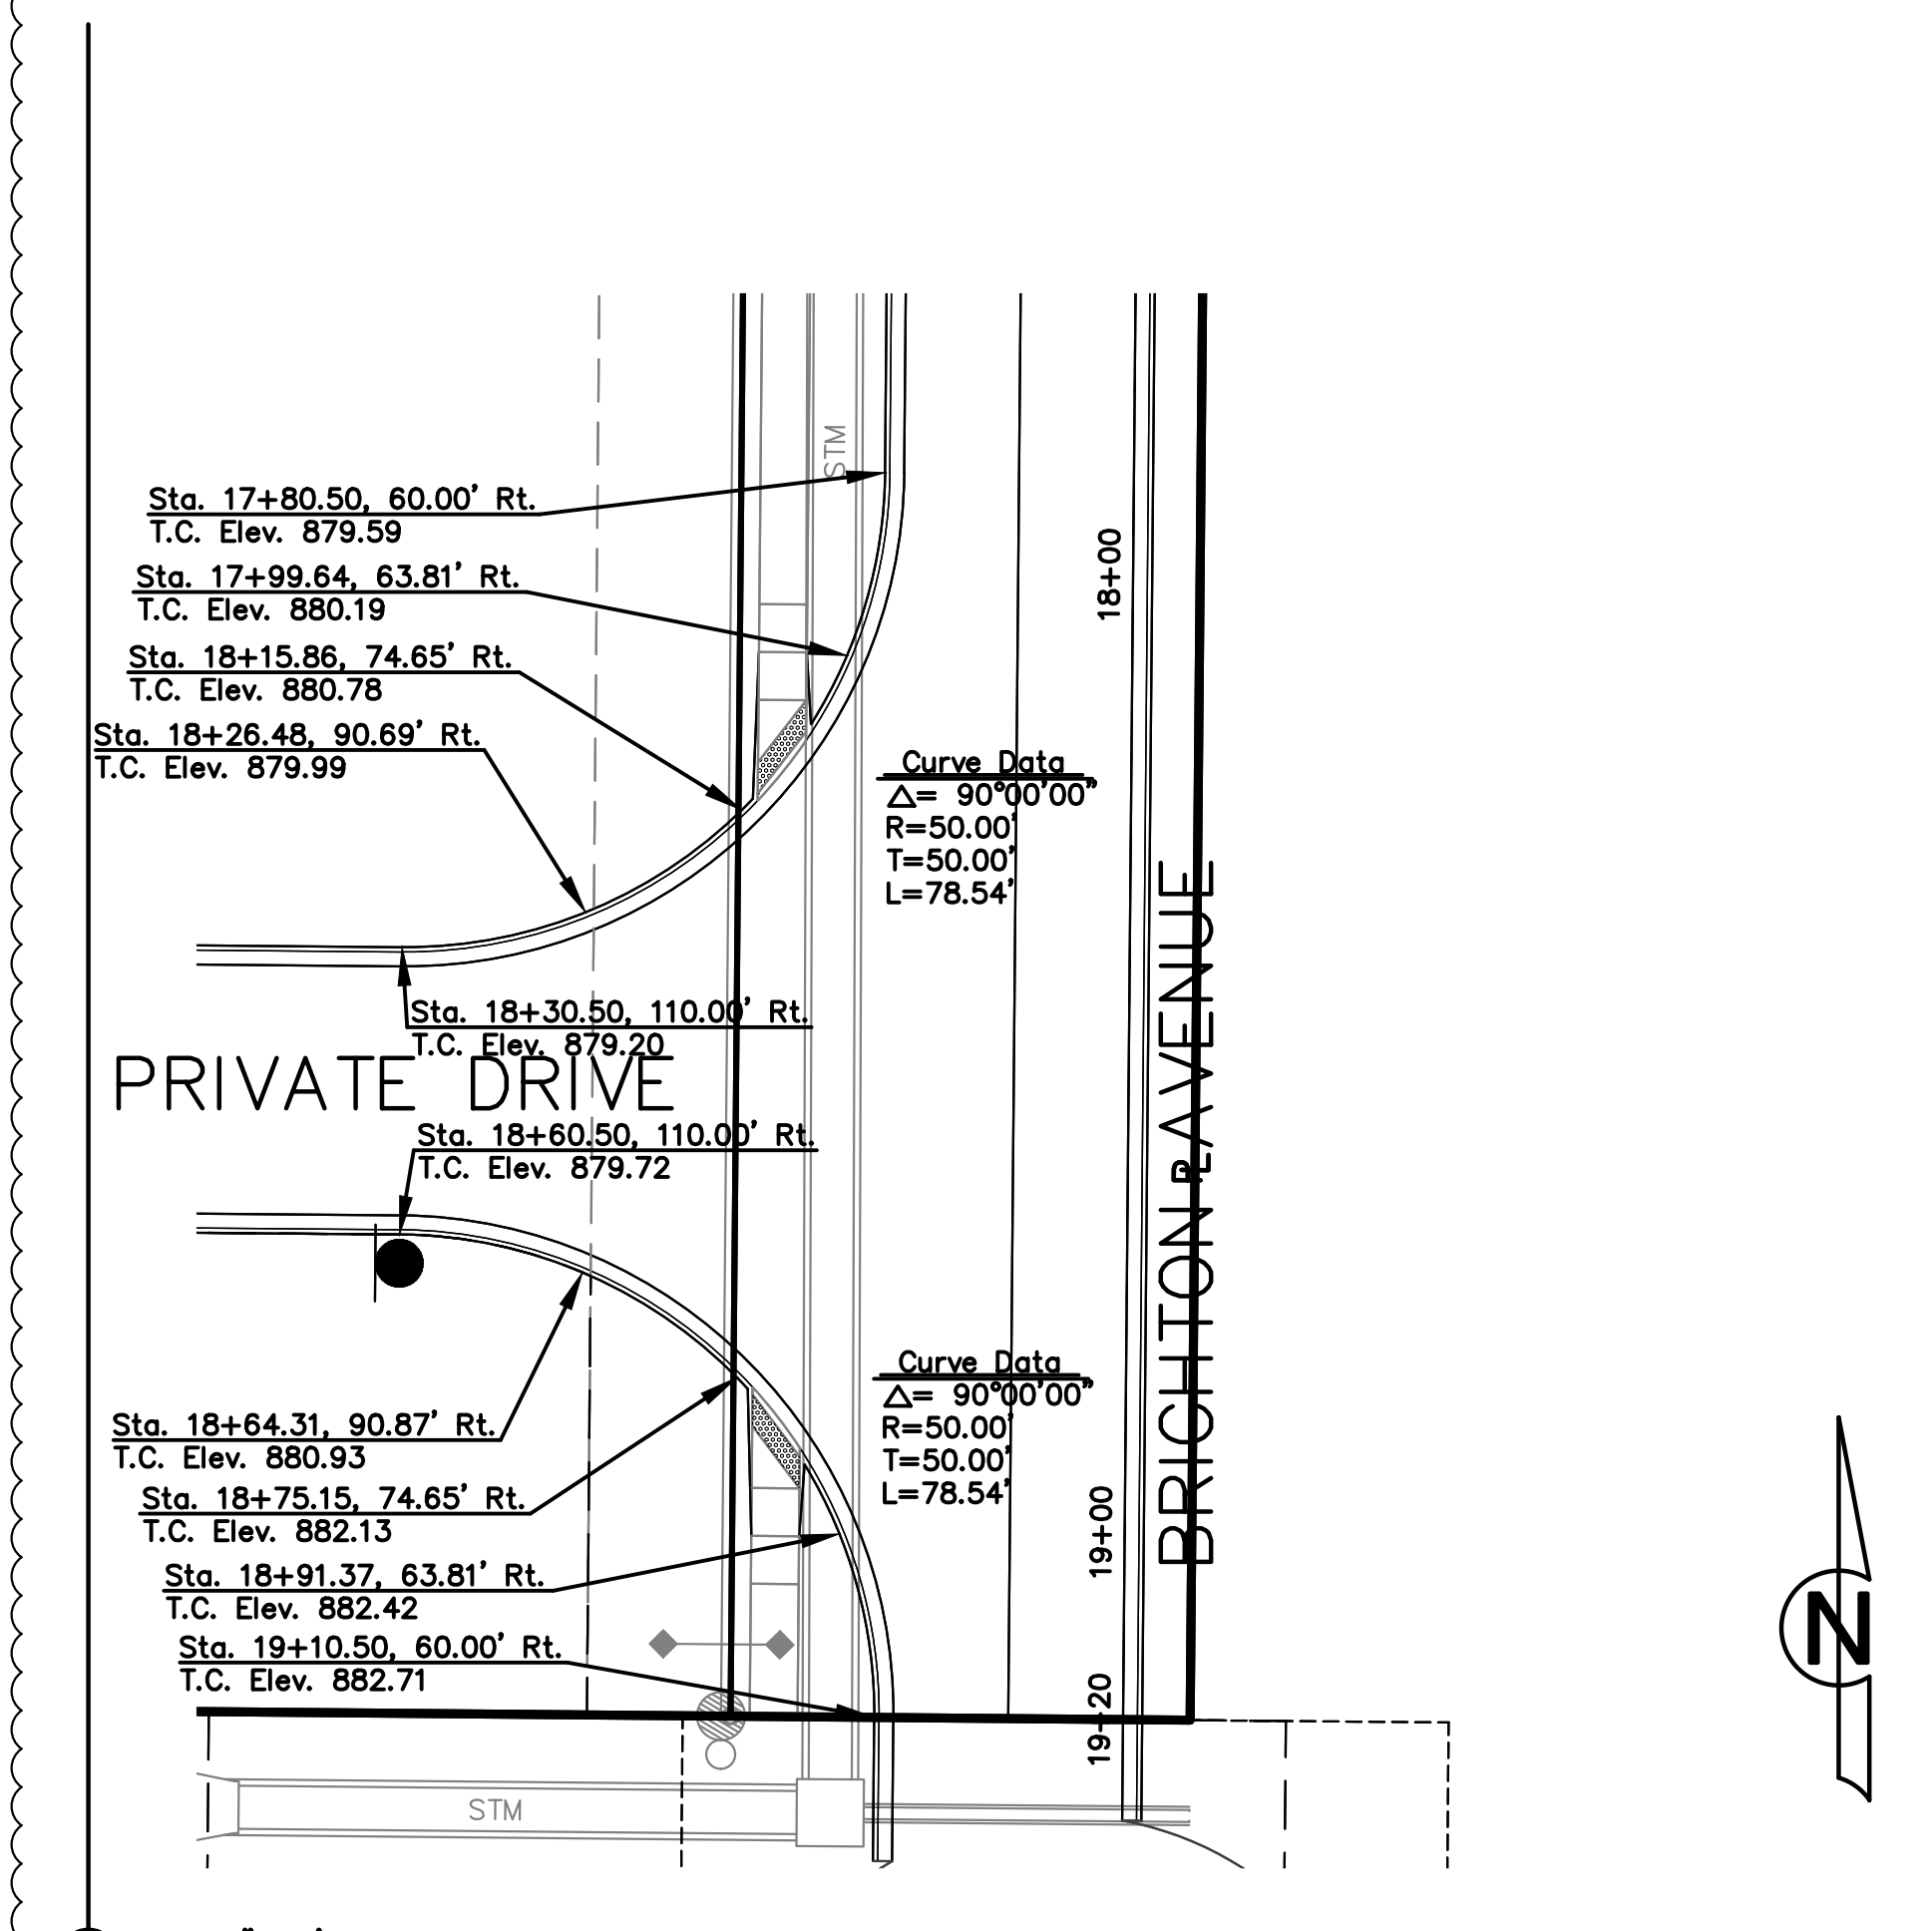 STM
Sta. 17+80.50, 60.00' Rt.
T.C. Elev. 879.59
Sta. 17+99.64, 63.81' Rt.
T.C. Elev. 880.19
18+00
Sta. 18+15.86, 74.65' Rt.
T.C. Elev. 880.78
Sta. 18+26.48, 90.69' Rt.
T.C. Elev. 879.99
Curve Data
△= 90°00'00"
R=50.00'
T=50.00'
L=78.54'
Sta. 18+30.50, 110.00' Rt.
T.C. Elev. 879.20
PRIVATE DRIVE
BRIGHTON AVENUE
Sta. 18+60.50, 110.00' Rt.
T.C. Elev. 879.72
Curve Data
△= 90°00'00"
R=50.00'
T=50.00'
L=78.54'
Sta. 18+64.31, 90.87' Rt.
T.C. Elev. 880.93
Sta. 18+75.15, 74.65' Rt.
T.C. Elev. 882.13
19+00
Sta. 18+91.37, 63.81' Rt.
T.C. Elev. 882.42
Sta. 19+10.50, 60.00' Rt.
T.C. Elev. 882.71
19+20
N
STM